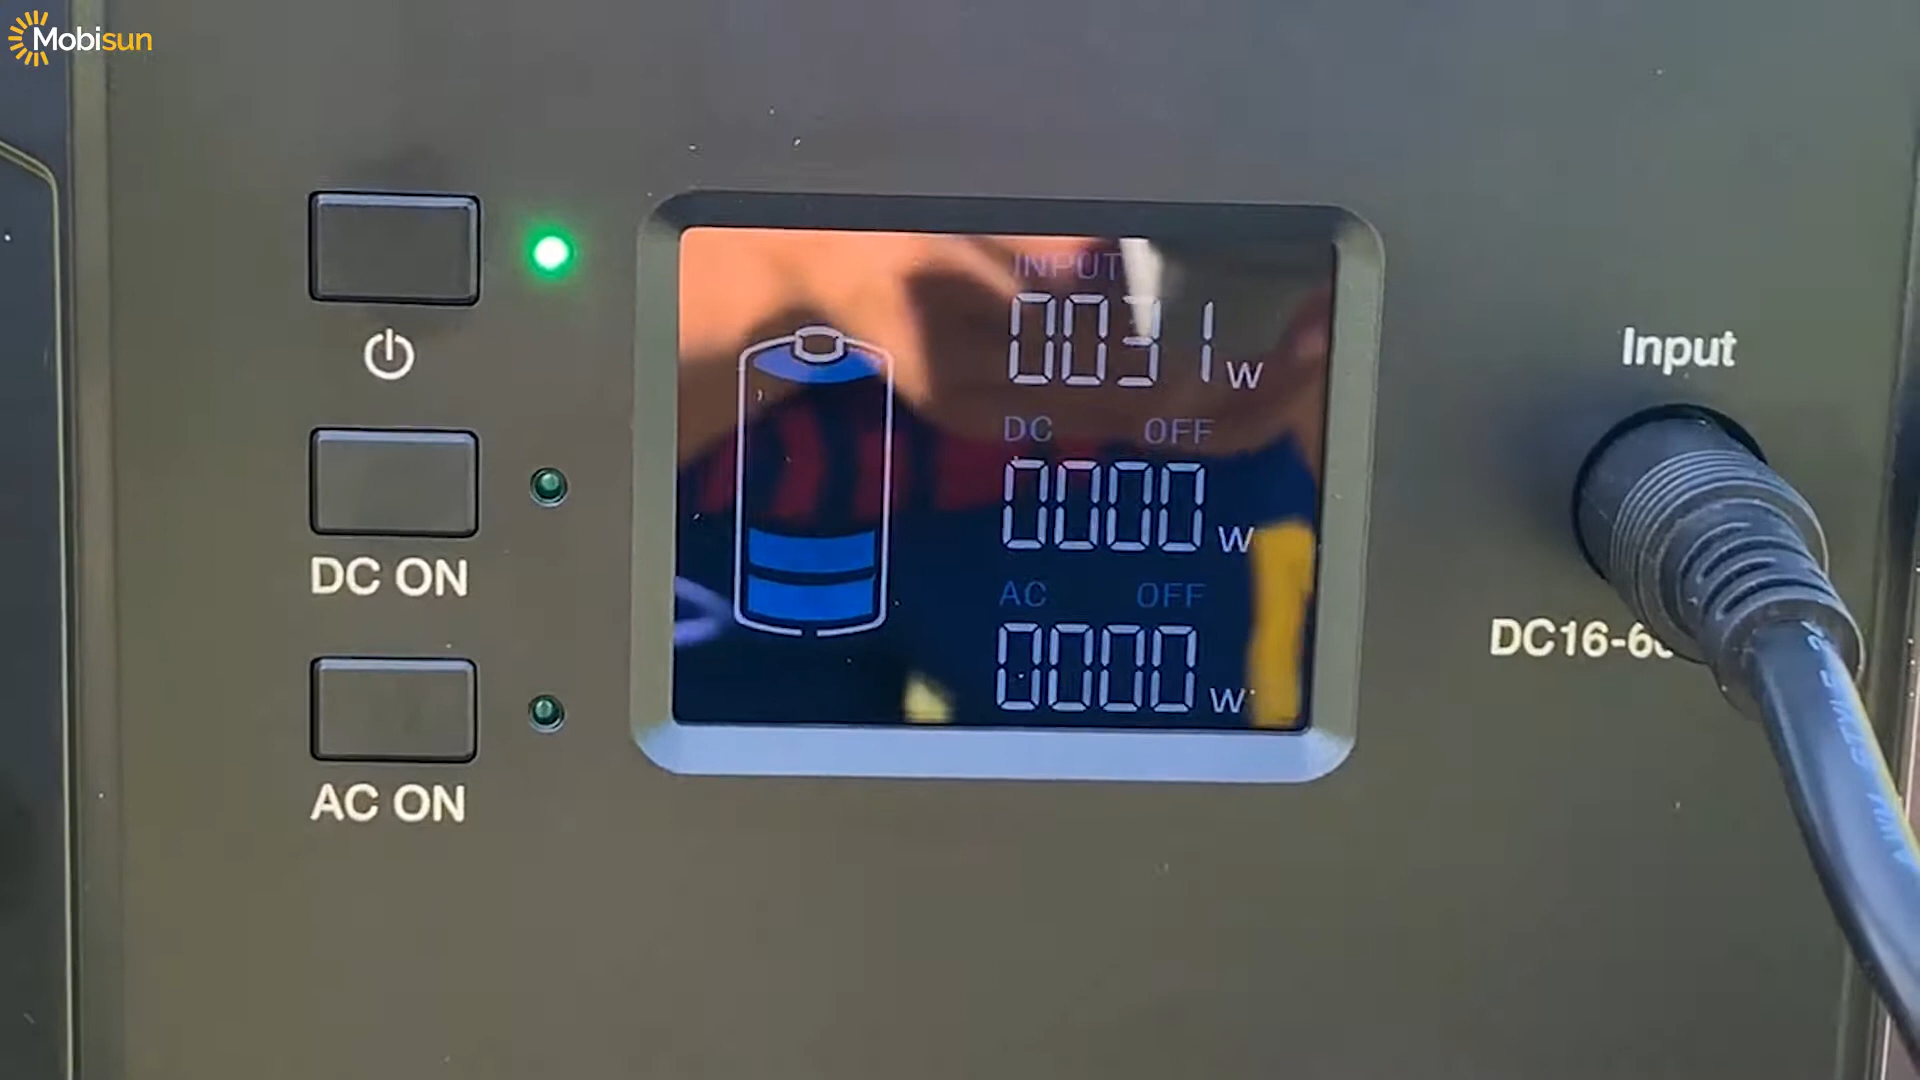 Mobisun
INPUT
0031 W
DC OFF
0000 W
AC OFF
0000 W
DC ON
AC ON
Input